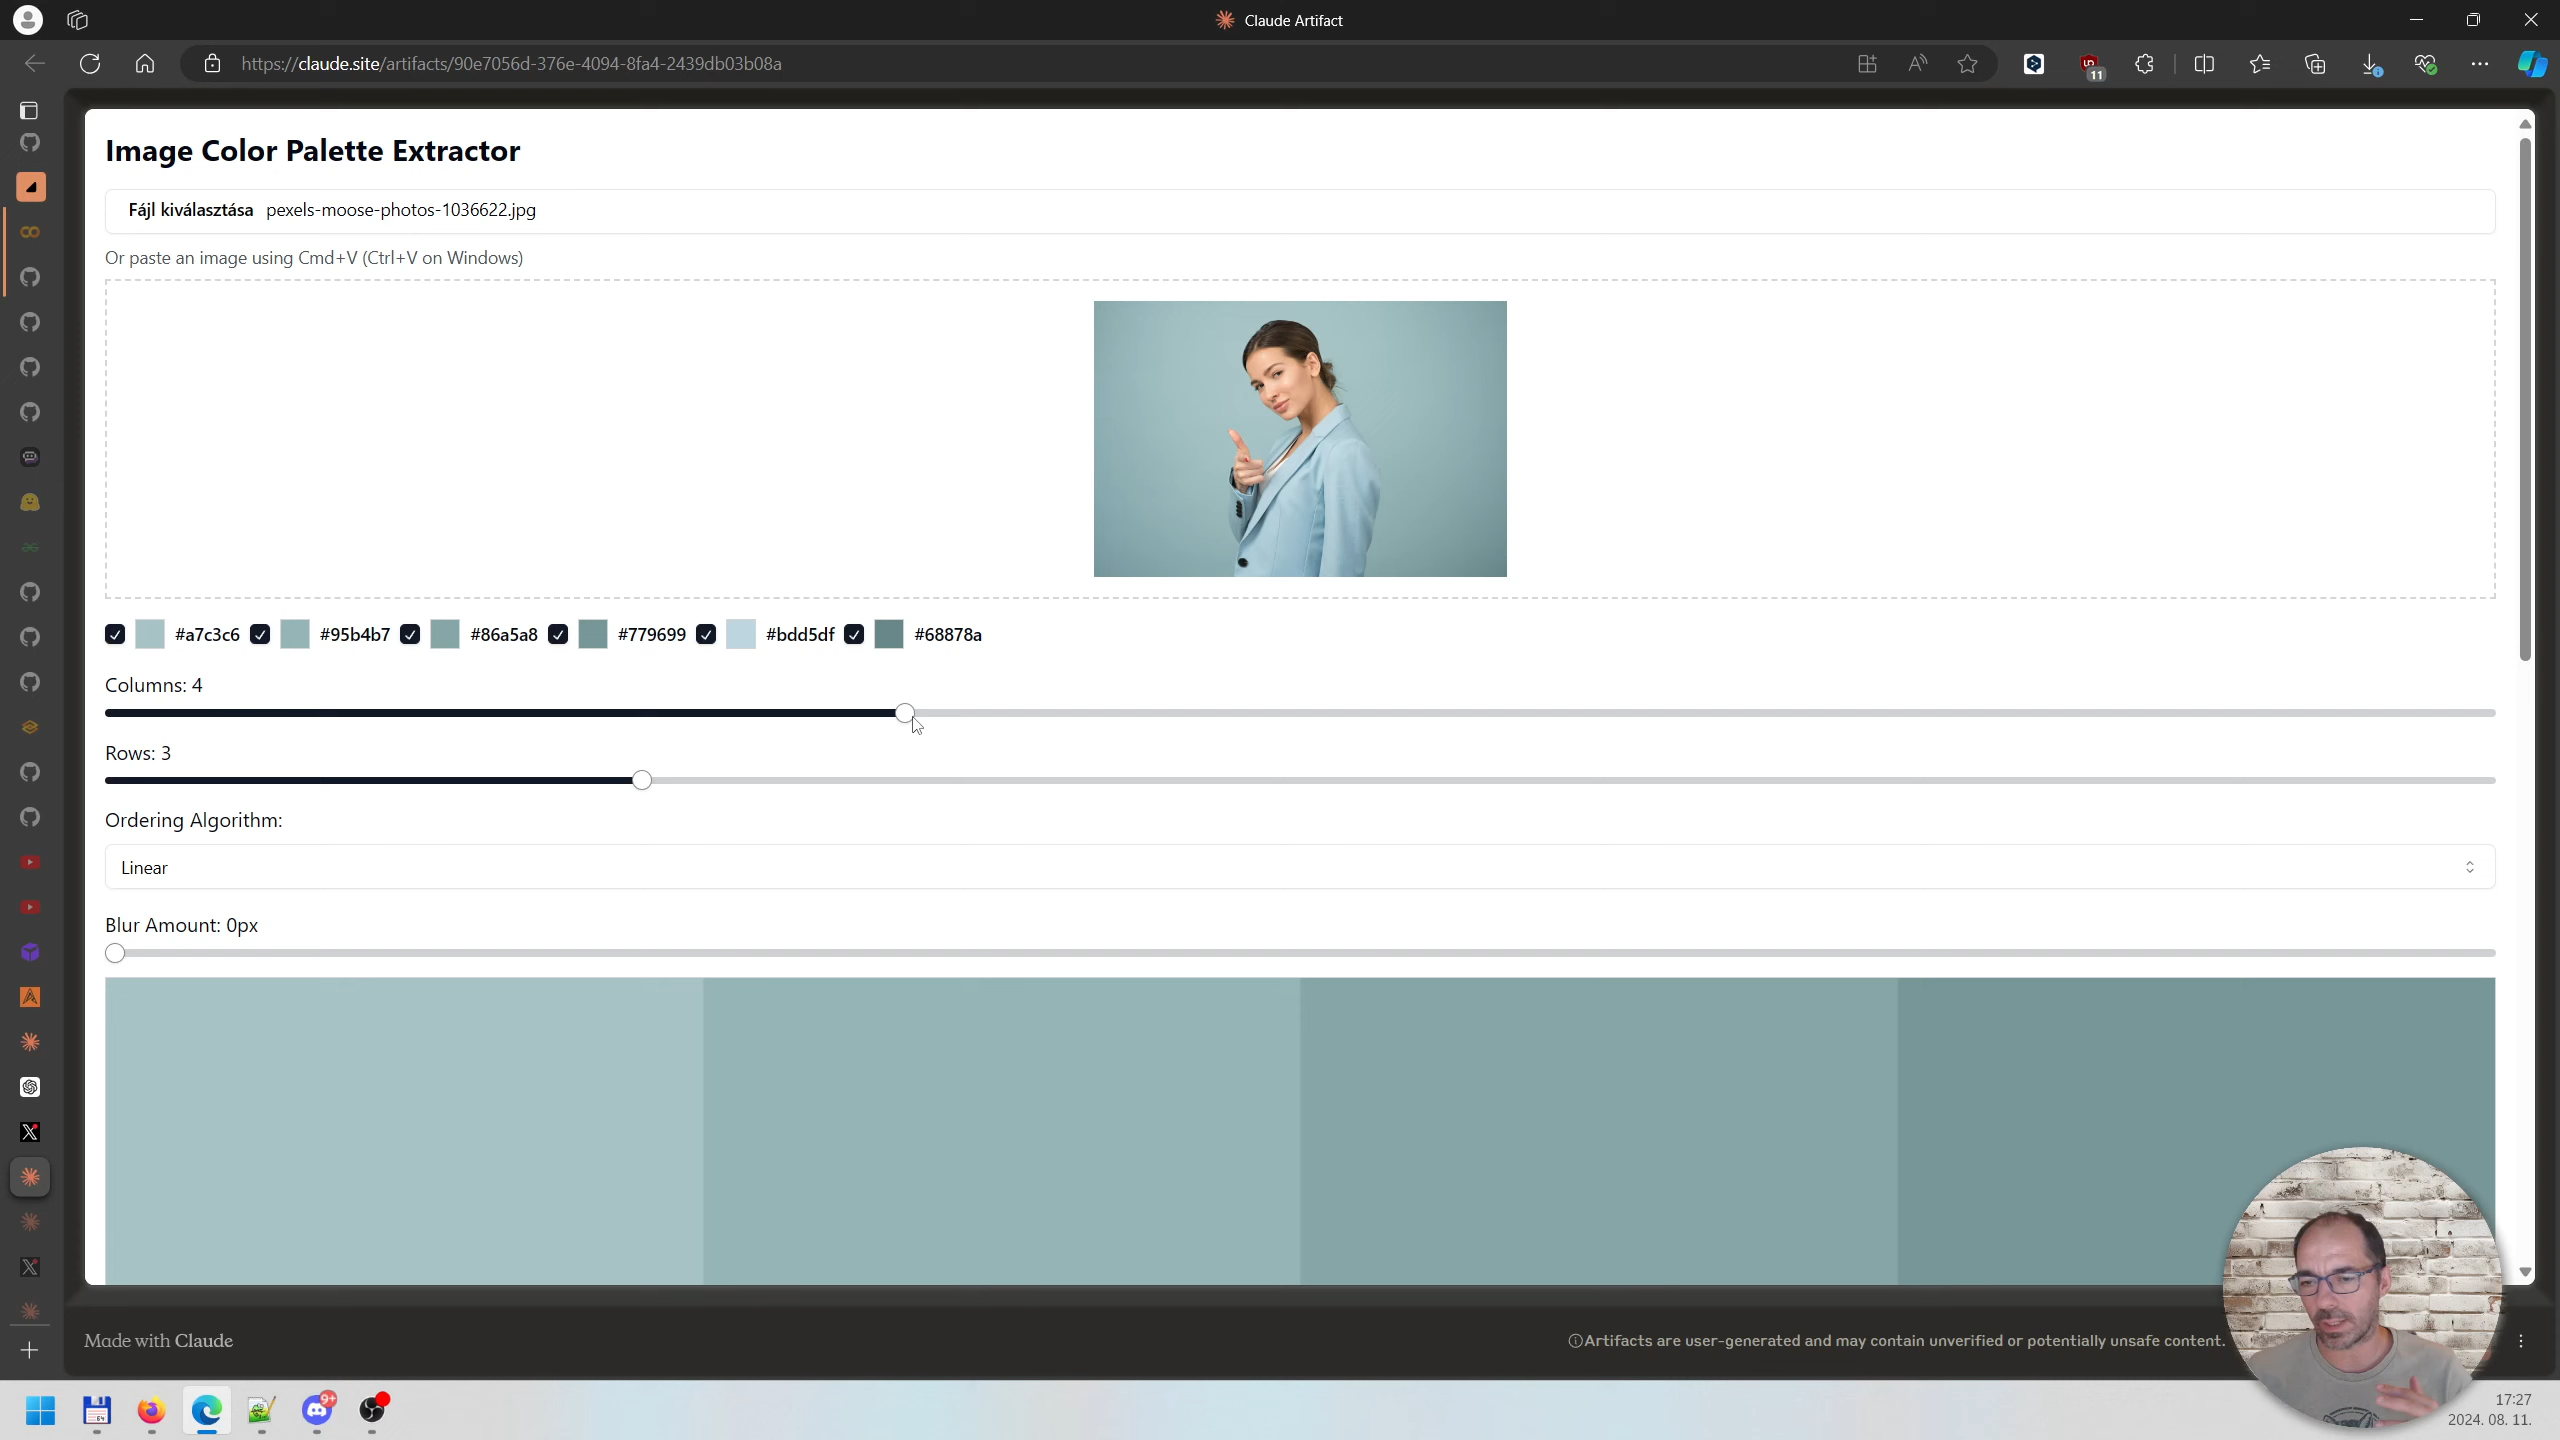 Claude Artifact
https://claude.site/artifacts/90e7056d-376e-4094-8fa4-2439db03b08a
11
Image Color Palette Extractor
Fájl kiválasztása pexels-moose-photos-1036622.jpg
Or paste an image using Cmd+V (Ctrl+V on Windows)
#a7c3c6 #95b4b7 #86a5a8 #779699 #bdd5df #68878a
Columns: 4
Rows: 3
Ordering Algorithm:
Linear
Blur Amount: 0px
Made with Claude
Artifacts are user-generated and may contain unverified or potentially unsafe content.
64
9+
17:27
2024. 08. 11.